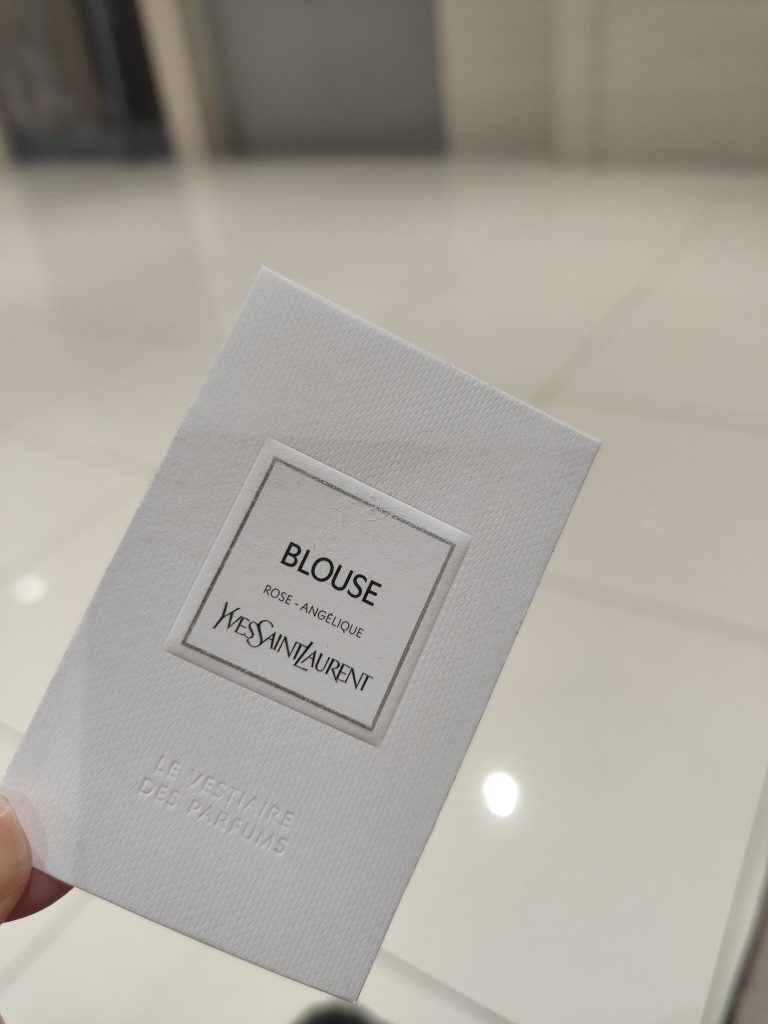 BLOUSE
ROSE - ANGÉLIQUE
YVESSAINTLAURENT
LE VESTIAIRE
DES PARFUMS